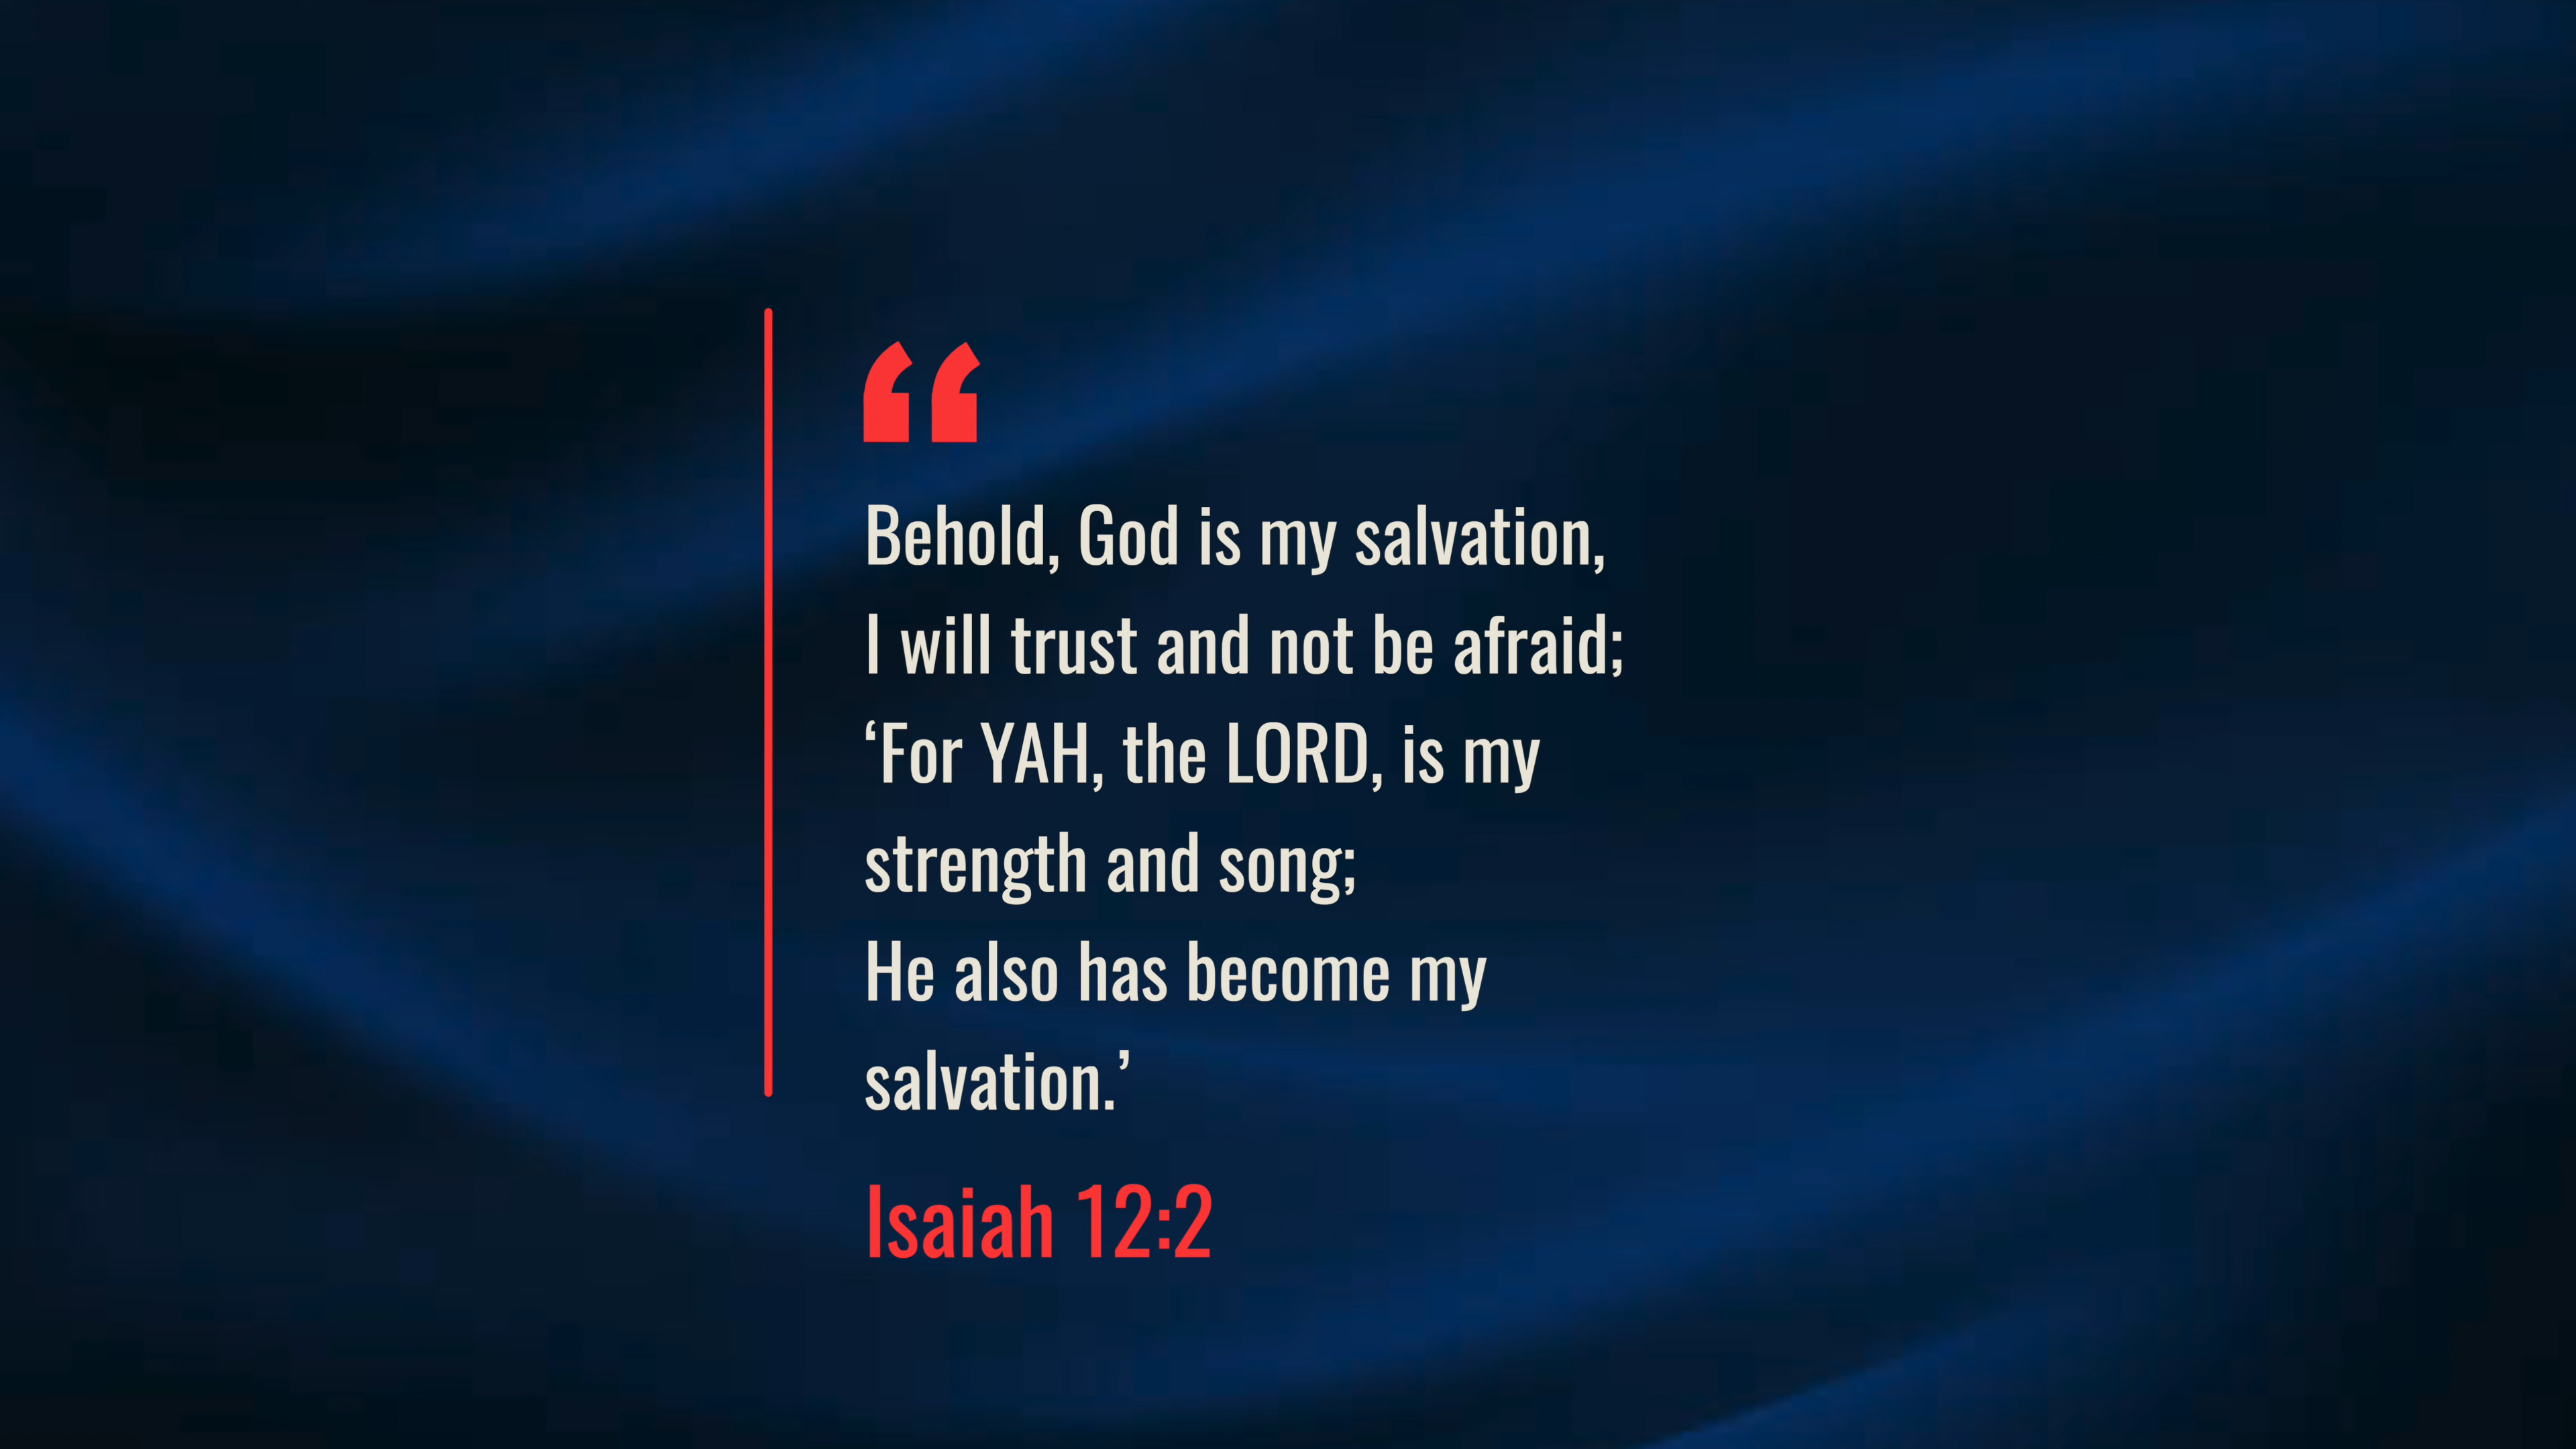 “
Behold, God is my salvation,
I will trust and not be afraid;
‘For YAH, the LORD, is my
strength and song;
He also has become my
salvation.’
Isaiah 12:2